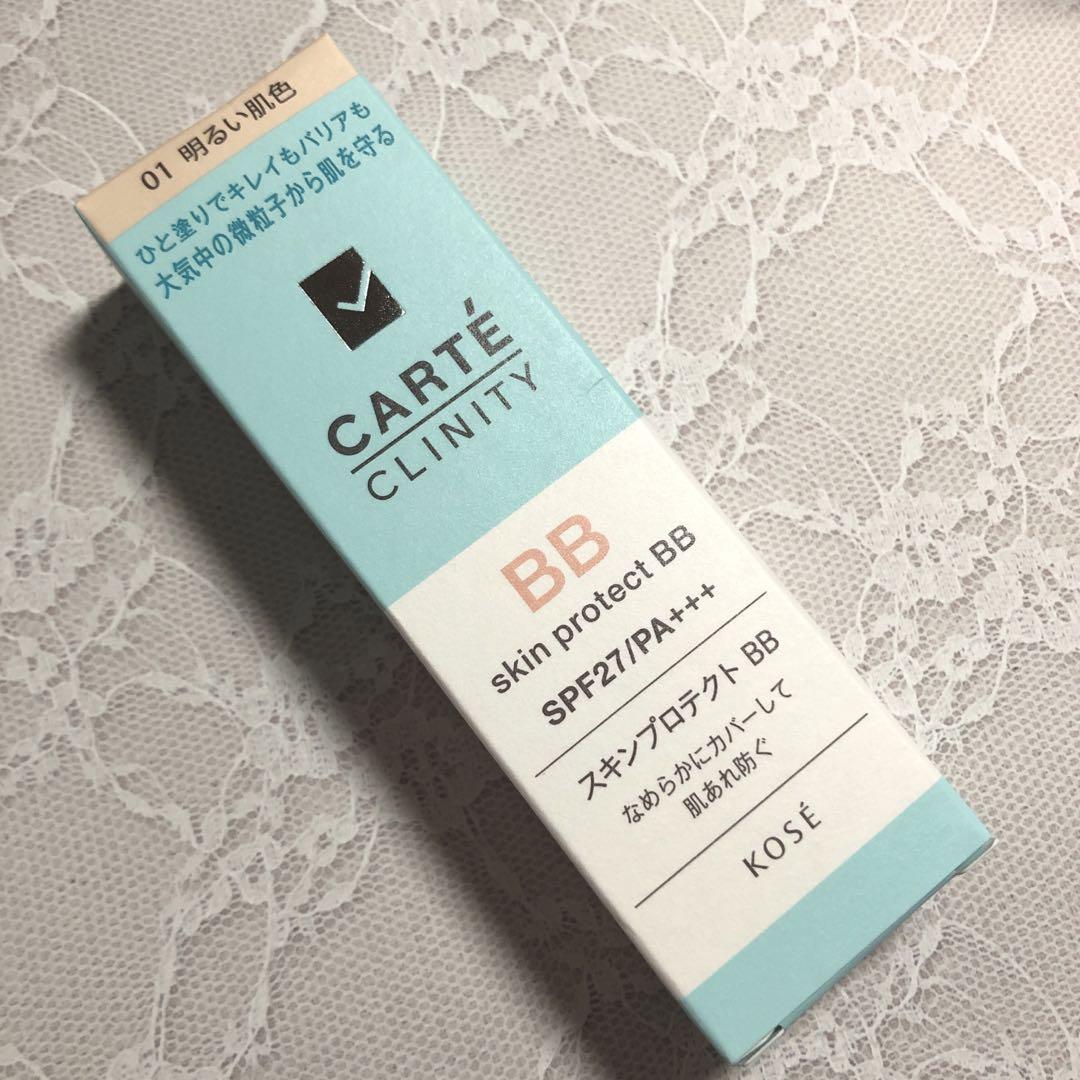 01 明るい肌色
ひと塗りでキレイもバリアも
大気中の微粒子から肌を守る
CARTÉ
CLINITY
BB
skin protect BB
SPF27/PA+++
スキンプロテクト BB
なめらかにカバーして
肌あれ防ぐ
KOSÉ